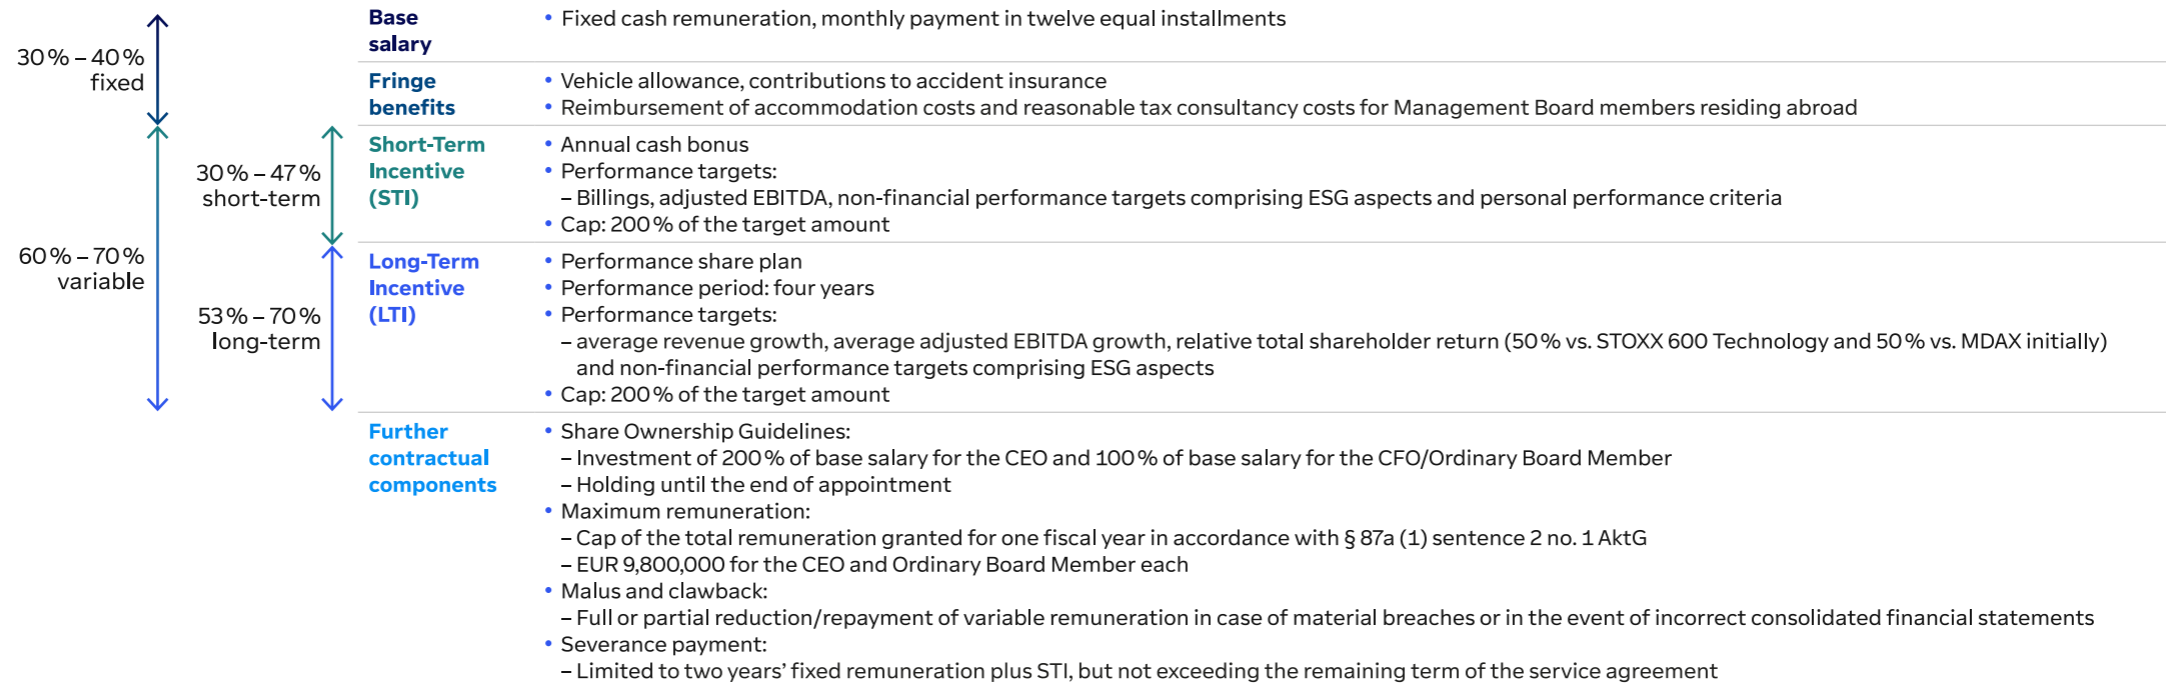 30 % – 40 %
fixed
60 % – 70 %
variable
30 % – 47 %
short-term
53 % – 70 %
long-term
Base
salary
• Fixed cash remuneration, monthly payment in twelve equal installments
Fringe
benefits
• Vehicle allowance, contributions to accident insurance
• Reimbursement of accommodation costs and reasonable tax consultancy costs for Management Board members residing abroad
Short-Term
Incentive
(STI)
• Annual cash bonus
• Performance targets:
– Billings, adjusted EBITDA, non-financial performance targets comprising ESG aspects and personal performance criteria
• Cap: 200 % of the target amount
Long-Term
Incentive
(LTI)
• Performance share plan
• Performance period: four years
• Performance targets:
– average revenue growth, average adjusted EBITDA growth, relative total shareholder return (50 % vs. STOXX 600 Technology and 50 % vs. MDAX initially)
and non-financial performance targets comprising ESG aspects
• Cap: 200 % of the target amount
Further
contractual
components
• Share Ownership Guidelines:
– Investment of 200 % of base salary for the CEO and 100 % of base salary for the CFO/Ordinary Board Member
– Holding until the end of appointment
• Maximum remuneration:
– Cap of the total remuneration granted for one fiscal year in accordance with § 87a (1) sentence 2 no. 1 AktG
– EUR 9,800,000 for the CEO and Ordinary Board Member each
• Malus and clawback:
– Full or partial reduction/repayment of variable remuneration in case of material breaches or in the event of incorrect consolidated financial statements
• Severance payment:
– Limited to two years’ fixed remuneration plus STI, but not exceeding the remaining term of the service agreement